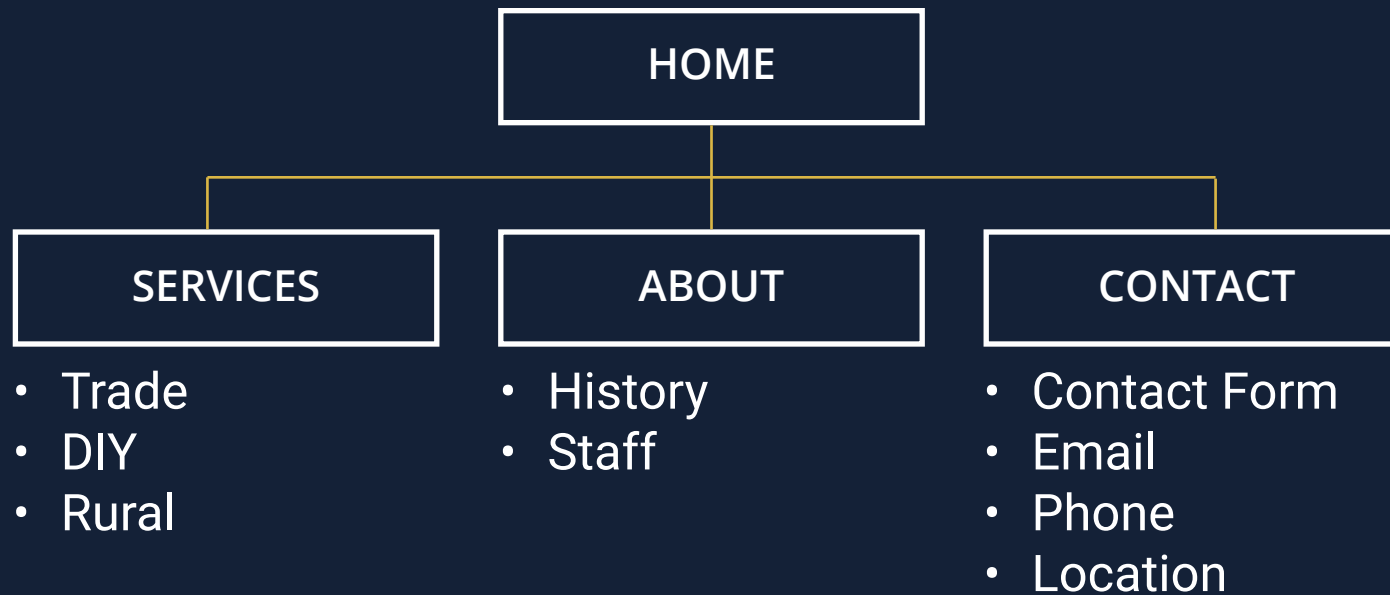 HOME
SERVICES
• Trade
• DIY
• Rural
ABOUT
• History
• Staff
CONTACT
• Contact Form
• Email
• Phone
• Location